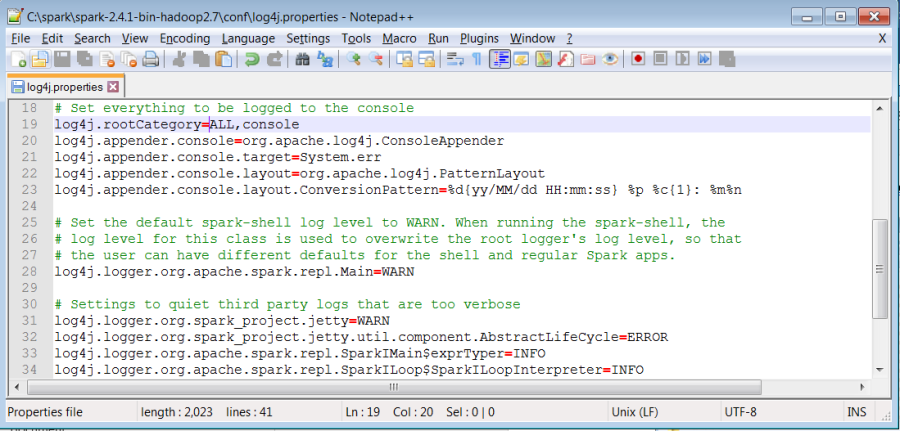 C:\spark\spark-2.4.1-bin-hadoop2.7\conf\log4j.properties - Notepad++
File Edit Search View Encoding Language Settings Tools Macro Run Plugins Window ? X
log4j.properties
18 # Set everything to be logged to the console
19 log4j.rootCategory=ALL,console
20 log4j.appender.console=org.apache.log4j.ConsoleAppender
21 log4j.appender.console.target=System.err
22 log4j.appender.console.layout=org.apache.log4j.PatternLayout
23 log4j.appender.console.layout.ConversionPattern=%d{yy/MM/dd HH:mm:ss} %p %c{1}: %m%n
24
25 # Set the default spark-shell log level to WARN. When running the spark-shell, the
26 # log level for this class is used to overwrite the root logger's log level, so that
27 # the user can have different defaults for the shell and regular Spark apps.
28 log4j.logger.org.apache.spark.repl.Main=WARN
29
30 # Settings to quiet third party logs that are too verbose
31 log4j.logger.org.spark_project.jetty=WARN
32 log4j.logger.org.spark_project.jetty.util.component.AbstractLifeCycle=ERROR
33 log4j.logger.org.apache.spark.repl.SparkIMain$exprTyper=INFO
34 log4j.logger.org.apache.spark.repl.SparkILoop$SparkILoopInterpreter=INFO
Properties file length : 2,023 lines : 41 Ln : 19 Col : 20 Sel : 0 | 0 Unix (LF) UTF-8 INS